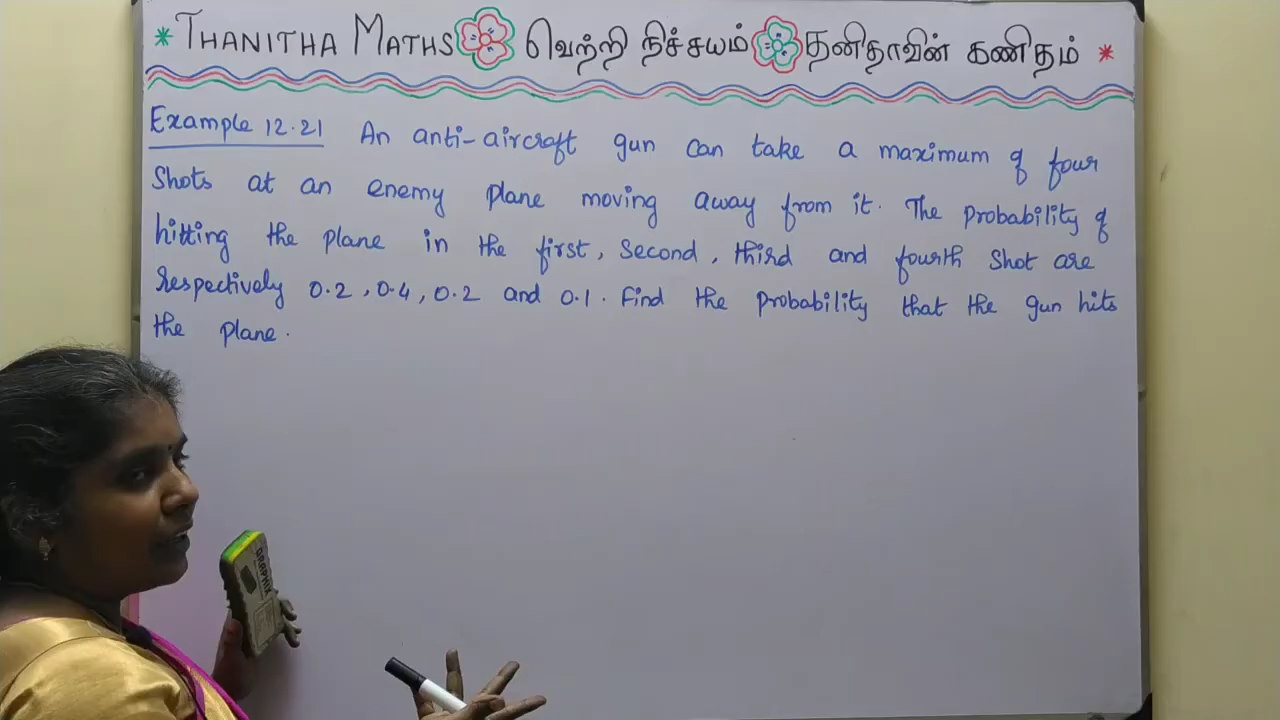 * THANITHA MATHS வெற்றி நிச்சயம் தனிதாவின் கணிதம் *
Example 12.21 An anti-aircraft gun can take a maximum of four
Shots at an enemy plane moving away from it. The probability of
hitting the plane in the first, Second, third and fourth Shot are
respectively 0.2, 0.4, 0.2 and 0.1. Find the probability that the gun hits
the plane.
GRAPHIX